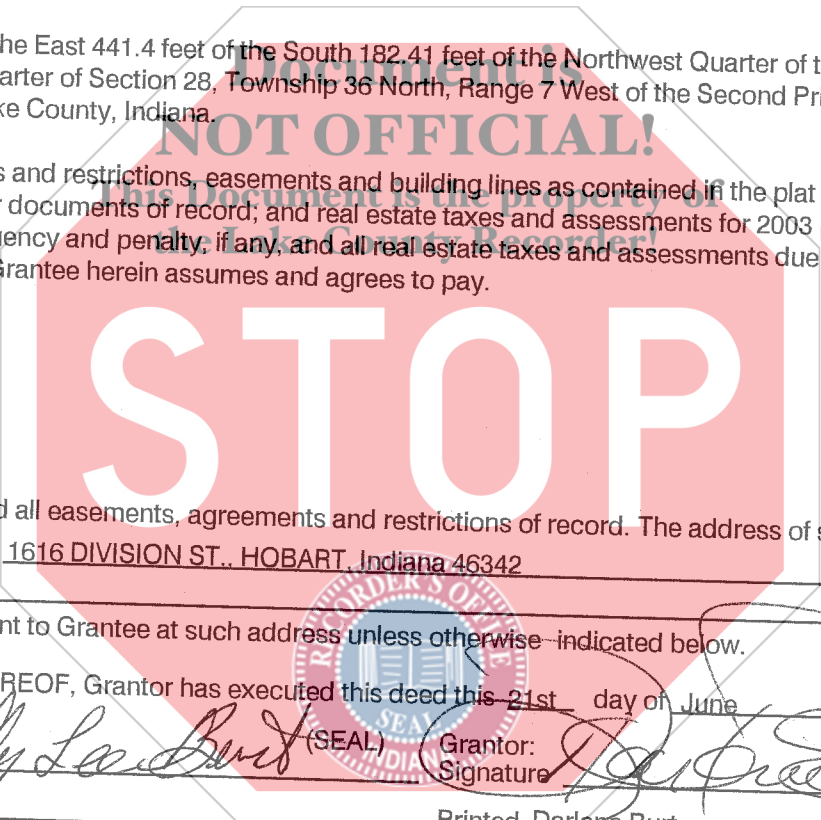 he East 441.4 feet of the South 182.41 feet of the Northwest Quarter of t
arter of Section 28, Township 36 North, Range 7 West of the Second Pri
ke County, Indiana.
Document is
NOT OFFICIAL!
This Document is the property of
the Lake County Recorder!
s and restrictions, easements and building lines as contained in the plat
r documents of record; and real estate taxes and assessments for 2003
ency and penalty, if any, and all real estate taxes and assessments due
Grantee herein assumes and agrees to pay.
STOP
d all easements, agreements and restrictions of record. The address of s
1616 DIVISION ST., HOBART, Indiana 46342
nt to Grantee at such address unless otherwise indicated below.
REOF, Grantor has executed this deed this 21st day of June
y Lee Burt (SEAL) Grantor:
Signature
Printed Darlene Burt
RECORDER'S OFFICE
SEAL
INDIANA